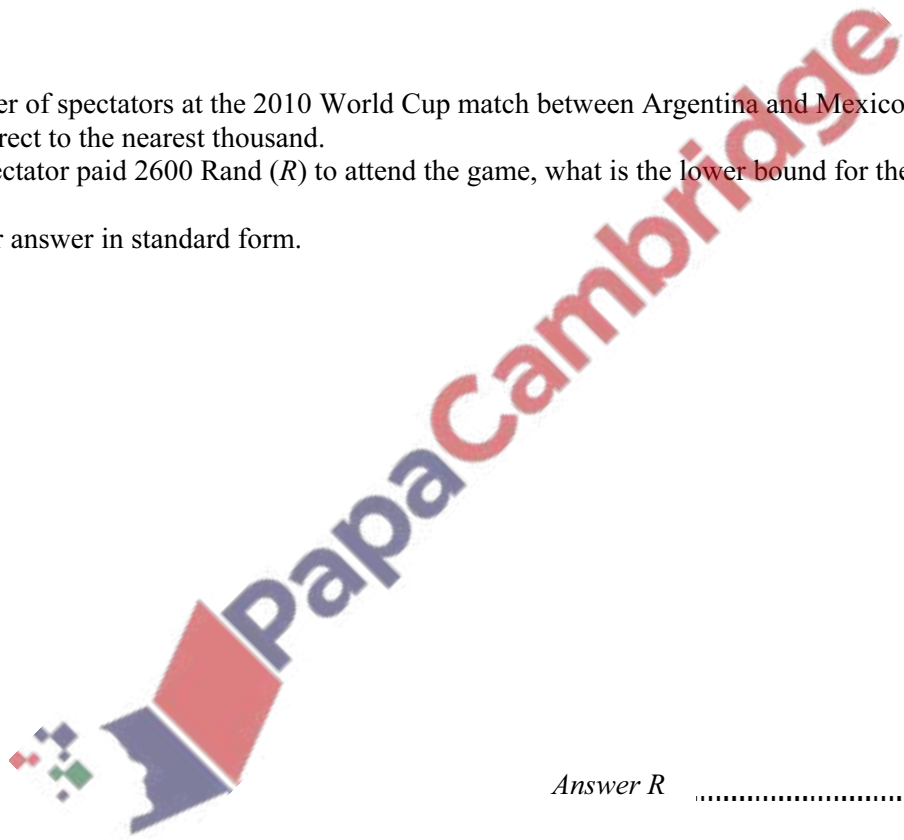 er of spectators at the 2010 World Cup match between Argentina and Mexico
rect to the nearest thousand.
ectator paid 2600 Rand (R) to attend the game, what is the lower bound for the
r answer in standard form.
PapaCambridge
Answer R ..............................